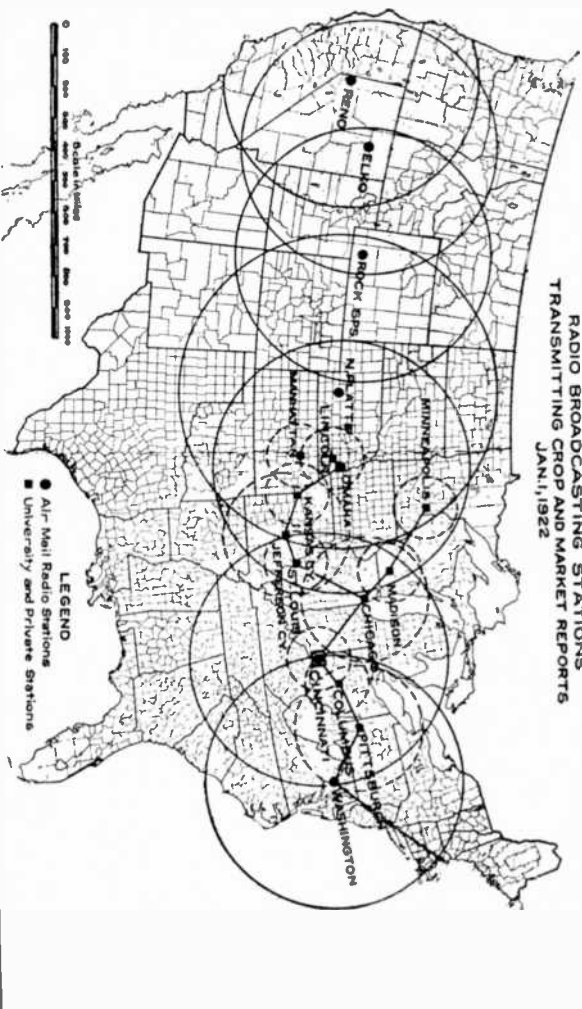 RADIO BROADCASTING STATIONS
TRANSMITTING CROP AND MARKET REPORTS
JAN.1,1922
RENO
ELKO
ROCK SPS.
N.PLATTE
LINCOLN
OMAHA
MANHATTAN
MINNEAPOLIS
KANSAS CY.
JEFFERSON CY.
ST LOUIS
MADISON
CHICAGO
CINCINNATI
COLUMBUS
PITTSBURGH
WASHINGTON
Scale in Miles
0 100 200 300 400 500 600 700 800 900 1000
LEGEND
Air Mail Radio Stations
University and Private Stations